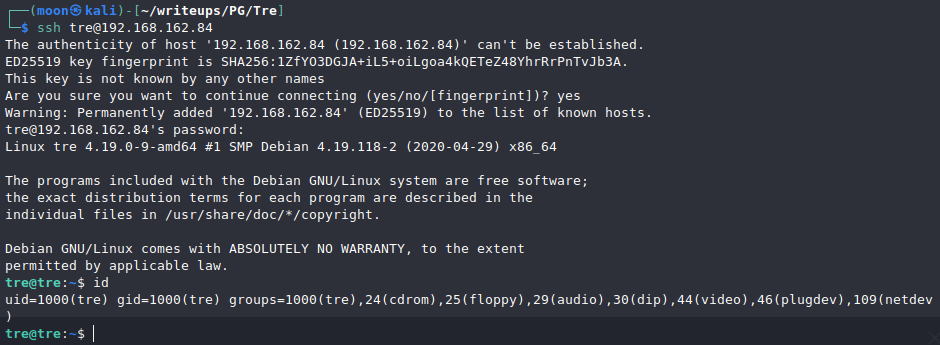 ┌──(moon㉿kali)-[~/writeups/PG/Tre]
└─$ ssh tre@192.168.162.84
The authenticity of host '192.168.162.84 (192.168.162.84)' can't be established.
ED25519 key fingerprint is SHA256:1ZfYO3DGJA+iL5+oiLgoa4kQETeZ48YhrRrPnTvJb3A.
This key is not known by any other names
Are you sure you want to continue connecting (yes/no/[fingerprint])? yes
Warning: Permanently added '192.168.162.84' (ED25519) to the list of known hosts.
tre@192.168.162.84's password:
Linux tre 4.19.0-9-amd64 #1 SMP Debian 4.19.118-2 (2020-04-29) x86_64

The programs included with the Debian GNU/Linux system are free software;
the exact distribution terms for each program are described in the
individual files in /usr/share/doc/*/copyright.

Debian GNU/Linux comes with ABSOLUTELY NO WARRANTY, to the extent
permitted by applicable law.
tre@tre:~$ id
uid=1000(tre) gid=1000(tre) groups=1000(tre),24(cdrom),25(floppy),29(audio),30(dip),44(video),46(plugdev),109(netdev
)
tre@tre:~$